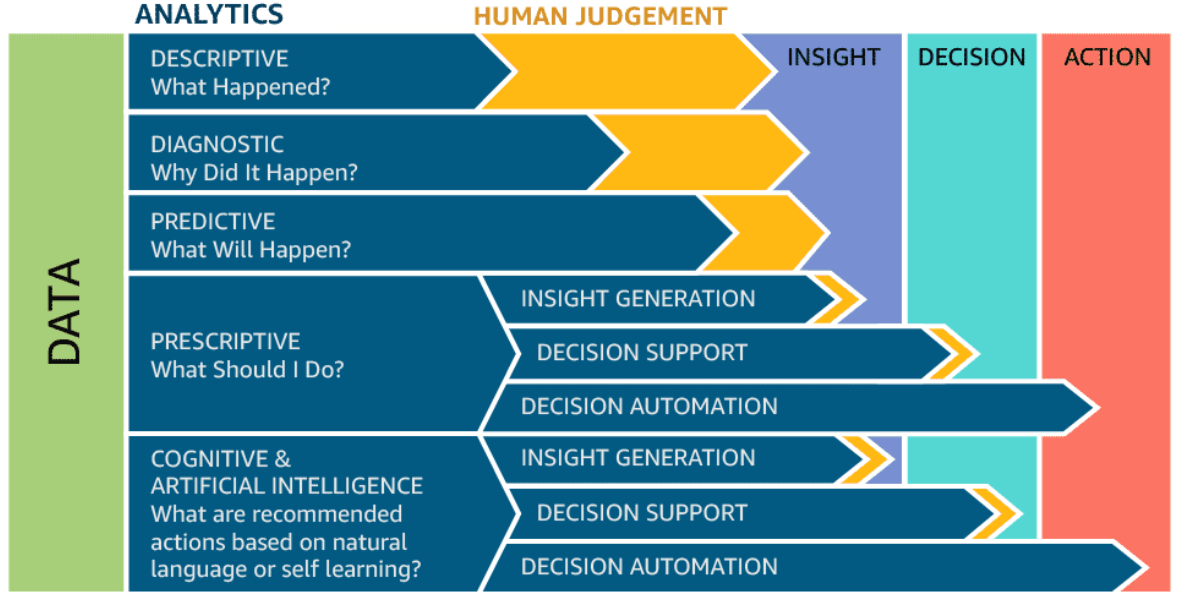 ANALYTICS
HUMAN JUDGEMENT
DATA
DESCRIPTIVE
What Happened?
INSIGHT
DECISION
ACTION
DIAGNOSTIC
Why Did It Happen?
PREDICTIVE
What Will Happen?
PRESCRIPTIVE
What Should I Do?
INSIGHT GENERATION
DECISION SUPPORT
DECISION AUTOMATION
COGNITIVE &
ARTIFICIAL INTELLIGENCE
What are recommended
actions based on natural
language or self learning?
INSIGHT GENERATION
DECISION SUPPORT
DECISION AUTOMATION